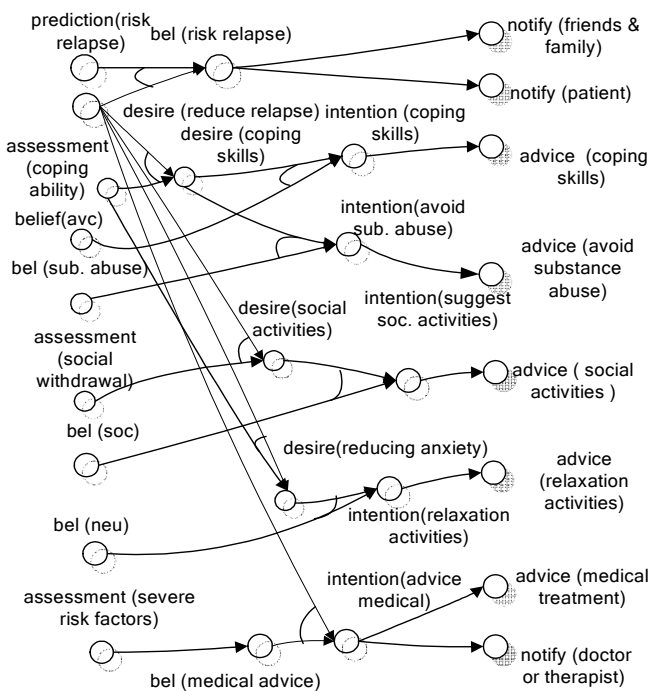 prediction(risk
relapse)
bel (risk relapse)
notify (friends &
family)
notify (patient)
desire (reduce relapse)
desire (coping
skills)
intention (coping
skills)
advice (coping
skills)
assessment
(coping
ability)
belief(avc)
intention(avoid
sub. abuse)
bel (sub. abuse)
advice (avoid
substance
abuse)
desire(social
activities)
intention(suggest
soc. activities)
assessment
(social
withdrawal)
advice ( social
activities )
bel (soc)
desire(reducing anxiety)
advice
(relaxation
activities)
intention(relaxation
activities)
bel (neu)
intention(advice
medical)
advice (medical
treatment)
assessment (severe
risk factors)
bel (medical advice)
notify (doctor
or therapist)